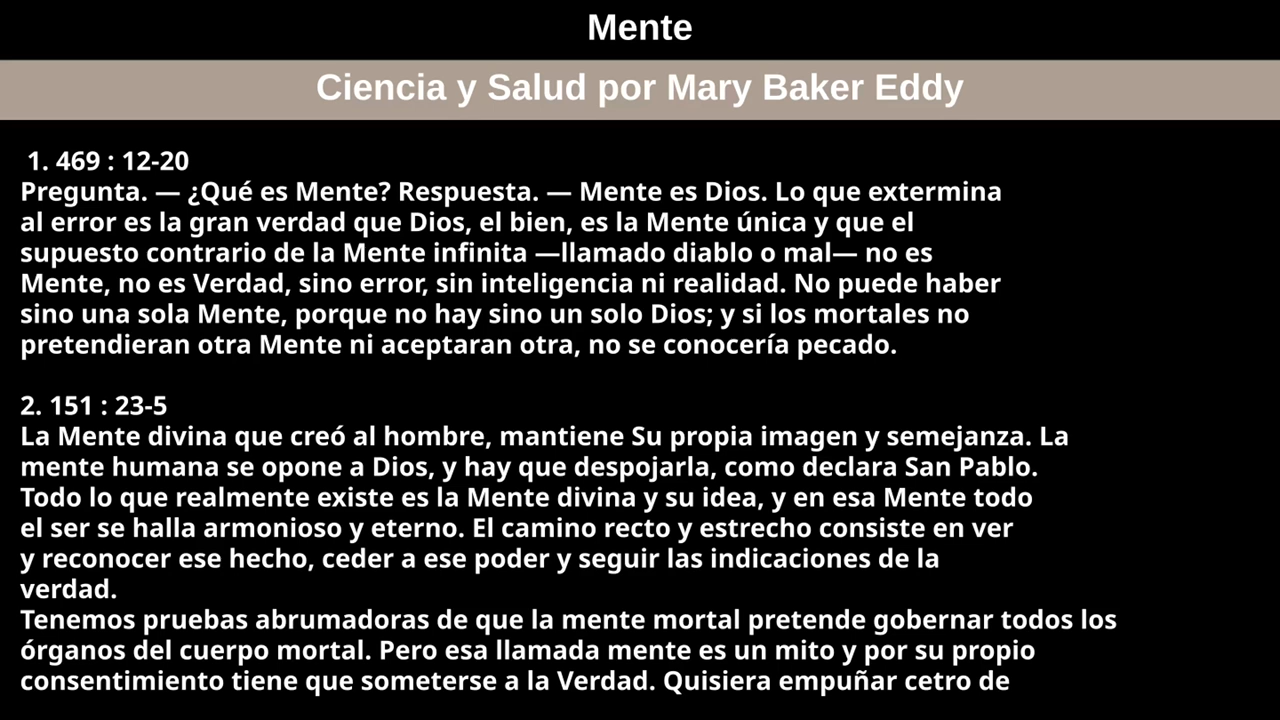 Mente
Ciencia y Salud por Mary Baker Eddy
1. 469 : 12-20
Pregunta. — ¿Qué es Mente? Respuesta. — Mente es Dios. Lo que extermina
al error es la gran verdad que Dios, el bien, es la Mente única y que el
supuesto contrario de la Mente infinita —llamado diablo o mal— no es
Mente, no es Verdad, sino error, sin inteligencia ni realidad. No puede haber
sino una sola Mente, porque no hay sino un solo Dios; y si los mortales no
pretendieran otra Mente ni aceptaran otra, no se conocería pecado.
2. 151 : 23-5
La Mente divina que creó al hombre, mantiene Su propia imagen y semejanza. La
mente humana se opone a Dios, y hay que despojarla, como declara San Pablo.
Todo lo que realmente existe es la Mente divina y su idea, y en esa Mente todo
el ser se halla armonioso y eterno. El camino recto y estrecho consiste en ver
y reconocer ese hecho, ceder a ese poder y seguir las indicaciones de la
verdad.
Tenemos pruebas abrumadoras de que la mente mortal pretende gobernar todos los
órganos del cuerpo mortal. Pero esa llamada mente es un mito y por su propio
consentimiento tiene que someterse a la Verdad. Quisiera empuñar cetro de